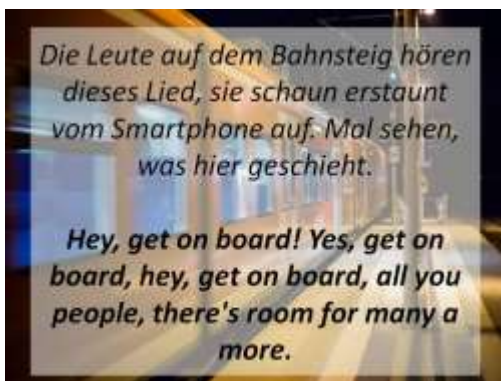 Die Leute auf dem Bahnsteig hören
dieses Lied, sie schaun erstaunt
vom Smartphone auf. Mal sehen,
was hier geschieht.
Hey, get on board! Yes, get on
board, hey, get on board, all you
people, there's room for many a
more.